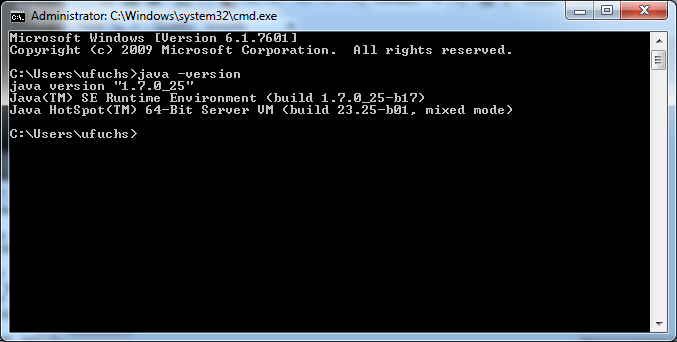 Administrator: C:\Windows\system32\cmd.exe
Microsoft Windows [Version 6.1.7601]
Copyright (c) 2009 Microsoft Corporation.  All rights reserved.
C:\Users\ufuchs>java -version
java version "1.7.0_25"
Java(TM) SE Runtime Environment (build 1.7.0_25-b17)
Java HotSpot(TM) 64-Bit Server VM (build 23.25-b01, mixed mode)
C:\Users\ufuchs>